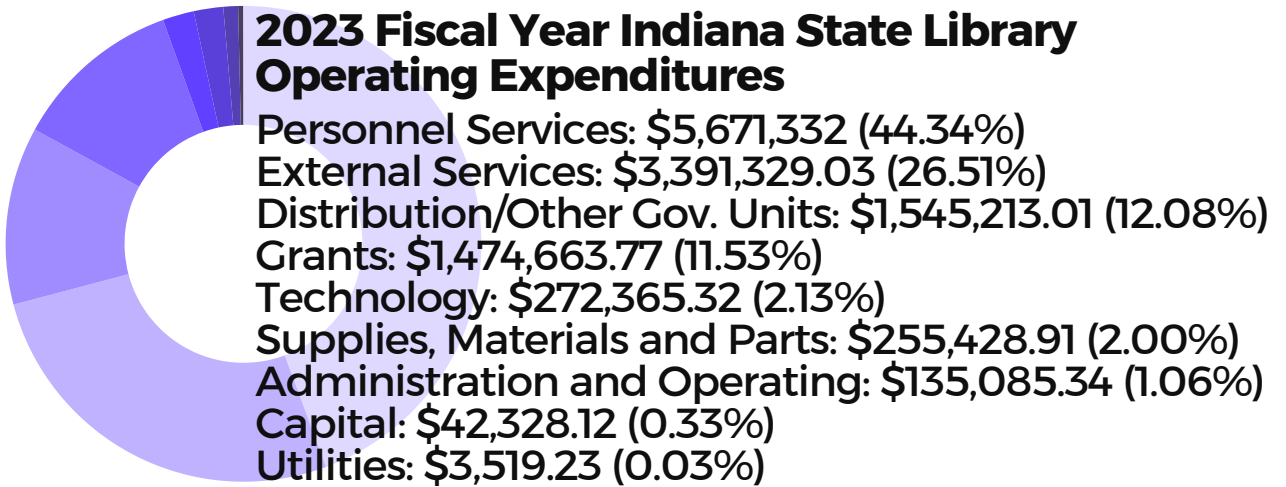 2023 Fiscal Year Indiana State Library
Operating Expenditures
Personnel Services: $5,671,332 (44.34%)
External Services: $3,391,329.03 (26.51%)
Distribution/Other Gov. Units: $1,545,213.01 (12.08%)
Grants: $1,474,663.77 (11.53%)
Technology: $272,365.32 (2.13%)
Supplies, Materials and Parts: $255,428.91 (2.00%)
Administration and Operating: $135,085.34 (1.06%)
Capital: $42,328.12 (0.33%)
Utilities: $3,519.23 (0.03%)